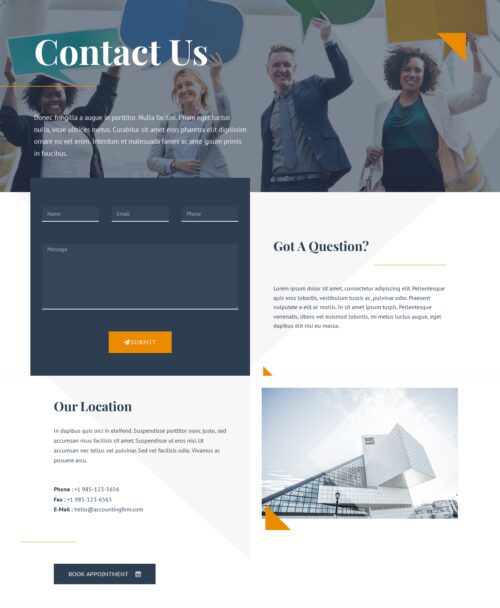 Contact Us
Donec fringilla a augue in porttitor. Nulla facilisi. Etiam eget luctus
nulla, vitae ultrices metus. Curabitur sit amet eros pharetra elit dignissim
ornare eu vel enim. Interdum et malesuada fames ac ante ipsum primis
in faucibus.
Name Email Phone
Message
SUBMIT
Got A Question?
Lorem ipsum dolor sit amet, consectetur adipiscing elit. Pellentesque
quis eros lobortis, vestibulum turpis ac, pulvinar odio. Praesent
vulputate a elit ac mollis. In sit amet ipsum turpis. Pellentesque
venenatis, libero vel euismod lobortis, mi metus luctus augue, eget
dapibus elit nisi eu massa.
Our Location
In dapibus quis orci in eleifend. Suspendisse porttitor nunc justo, sed
accumsan risus facilisis sit amet. Suspendisse ut eros nisi. Ut
accumsan nec tellus vel pulvinar. Sed vel facilisis odio. Vivamus ac
posuere arcu.
Phone : +1 985-123-5656
Fax : +1 985-123-6565
E-Mail : hello@accountingfirm.com
BOOK APPOINTMENT